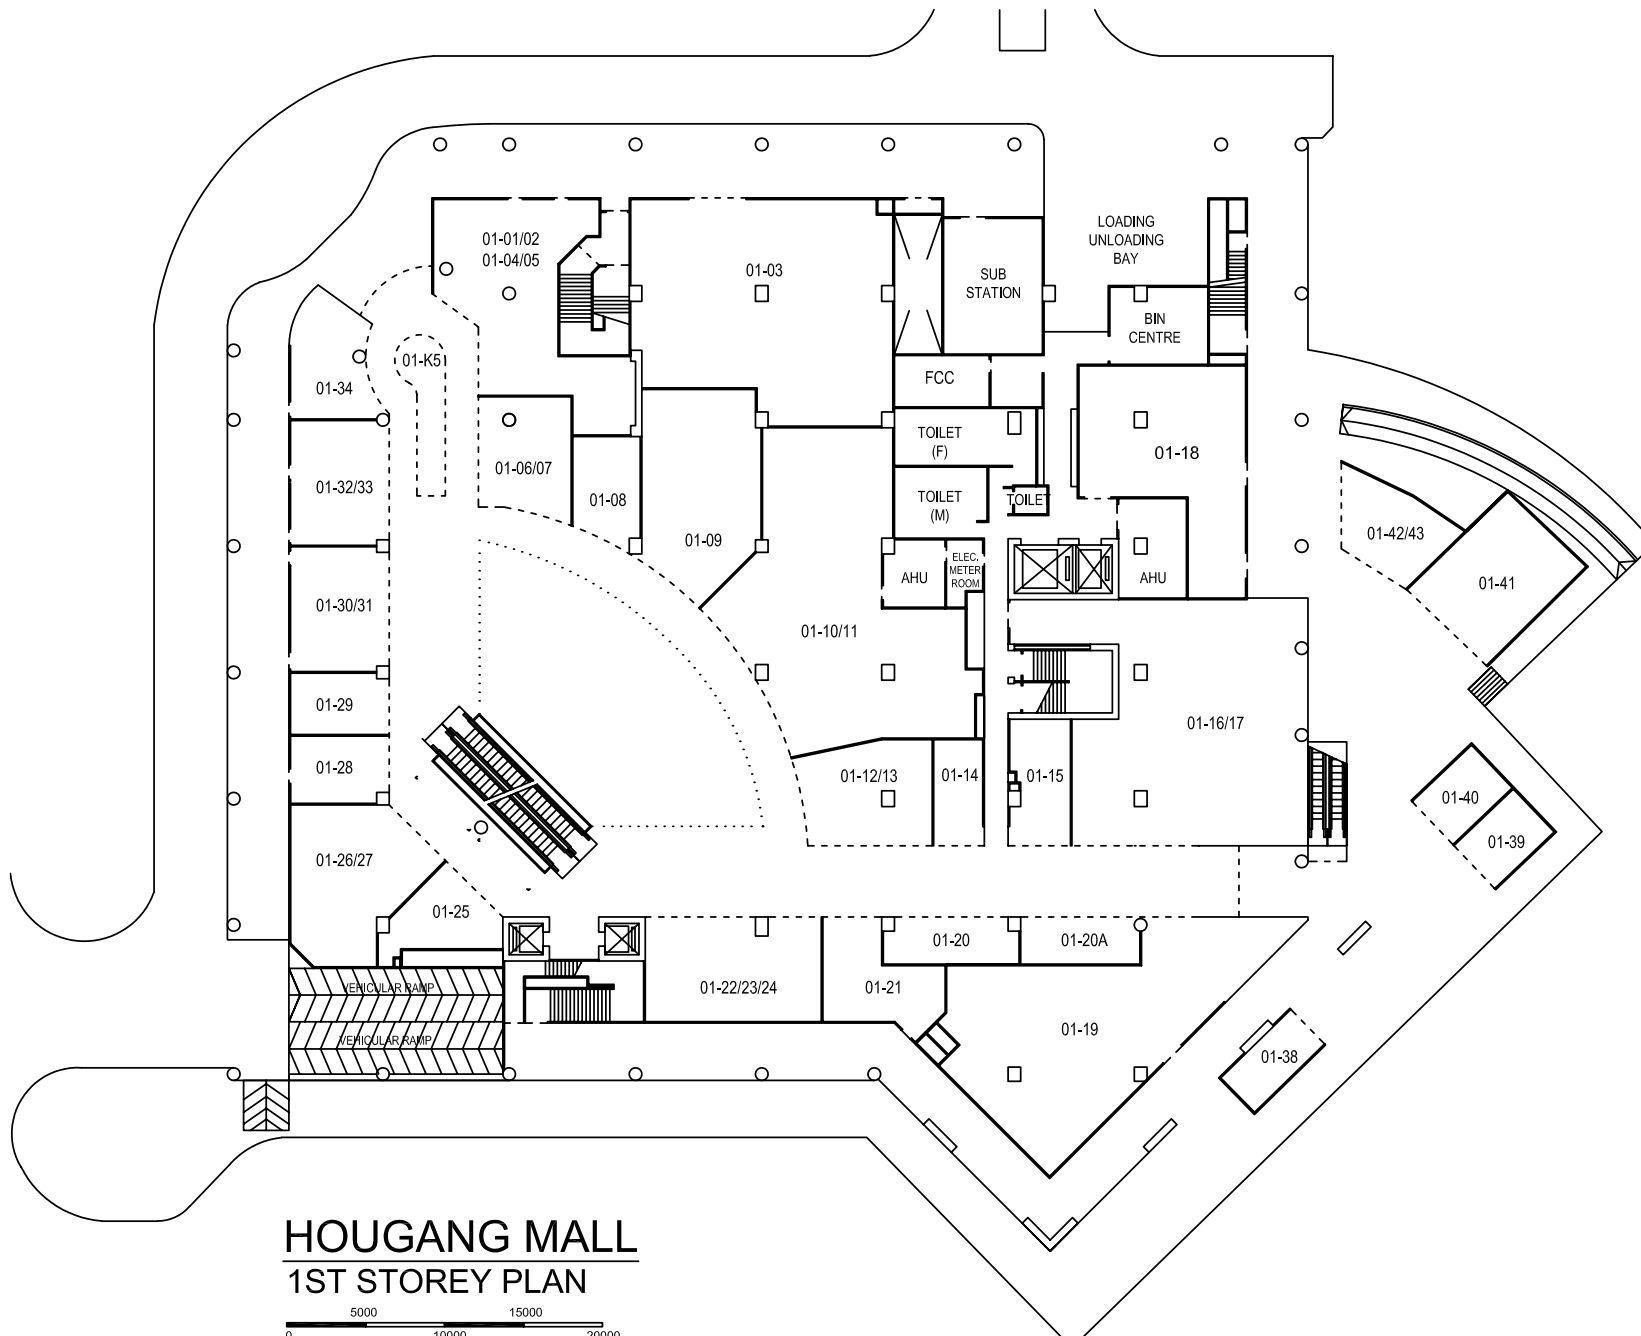 LOADING
UNLOADING
BAY
01-01/02
01-04/05
01-03
SUB
STATION
BIN
CENTRE
01-K5
01-34
FCC
TOILET
(F)
01-18
01-06/07
01-32/33
01-08
TOILET
(M)
TOILET
01-42/43
01-09
ELEC.
METER
ROOM
AHU
AHU
01-41
01-30/31
01-10/11
01-29
01-16/17
01-28
01-12/13
01-14
01-15
01-40
01-39
01-26/27
01-25
01-20
01-20A
VEHICULAR RAMP
01-22/23/24
01-21
01-19
VEHICULAR RAMP
01-38
HOUGANG MALL
1ST STOREY PLAN
5000 15000
0 10000 20000